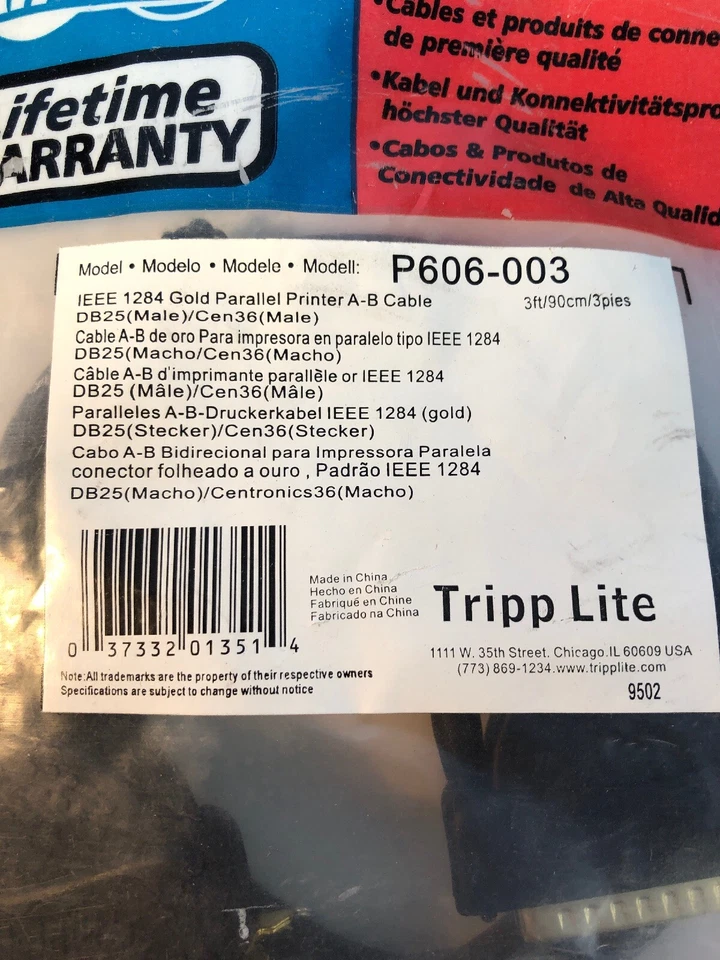 Lifetime
WARRANTY
•Cables et produits de conne
de première qualité
•Kabel und Konnektivitätspro
höchster Qualität
•Cabos & Produtos de
Conectividade de Alta Qualid
Model • Modelo • Modele • Modell: P606-003
IEEE 1284 Gold Parallel Printer A-B Cable 3ft/90cm/3pies
DB25(Male)/Cen36(Male)
Cable A-B de oro Para impresora en paralelo tipo IEEE 1284
DB25(Macho/Cen36(Macho)
Câble A-B d'imprimante parallèle or IEEE 1284
DB25 (Mâle)/Cen36(Mâle)
Paralleles A-B-Druckerkabel IEEE 1284 (gold)
DB25(Stecker)/Cen36(Stecker)
Cabo A-B Bidirecional para Impressora Paralela
conector folheado a ouro , Padrão IEEE 1284
DB25(Macho)/Centronics36(Macho)
0 37332 01351 4
Made in China
Hecho en China
Fabriqué en Chine
Fabricado na China
Tripp Lite
1111 W. 35th Street. Chicago.IL 60609 USA
(773) 869-1234.www.tripplite.com
9502
Note:All trademarks are the property of their respective owners
Specifications are subject to change without notice